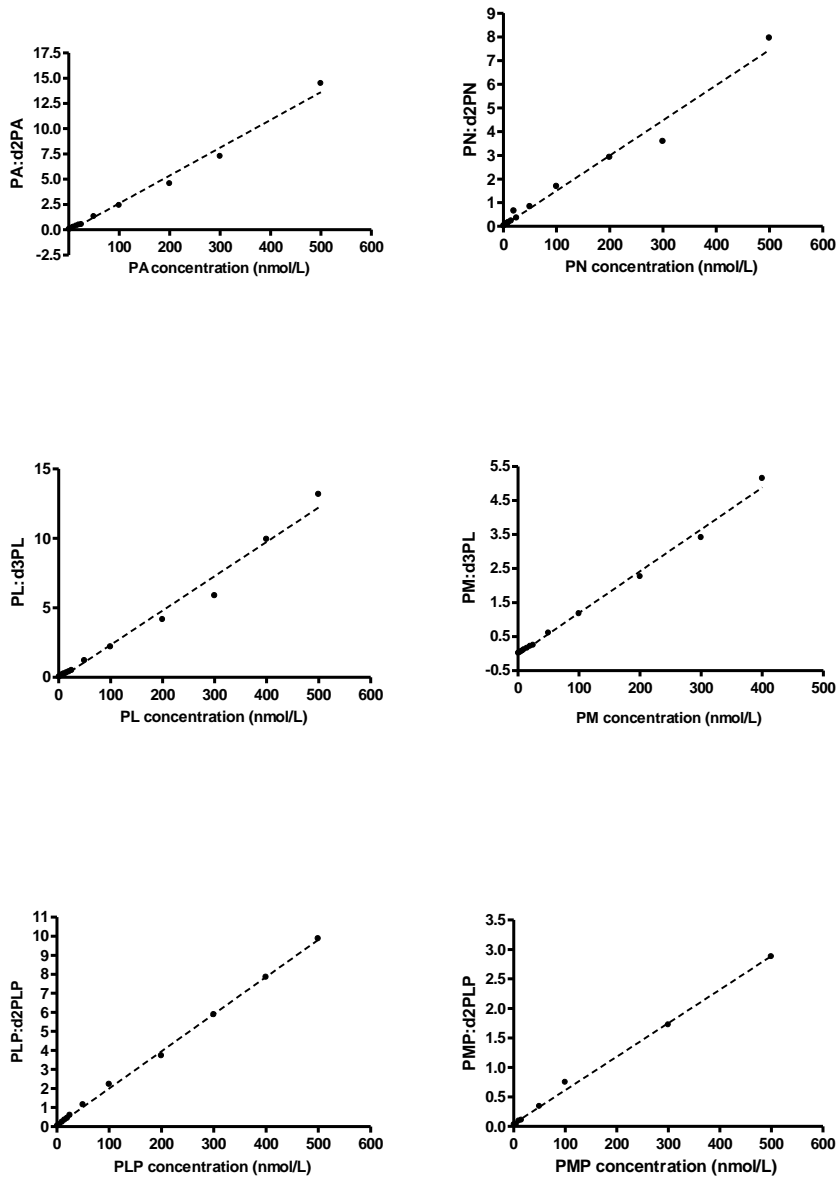 17.5
15.0
12.5
10.0
7.5
5.0
2.5
0.0
-2.5
PA:d2PA
100 200 300 400 500 600
PA concentration (nmol/L)
9
8
7
6
5
4
3
2
1
0
PN:d2PN
0 100 200 300 400 500 600
PN concentration (nmol/L)
15
10
5
0
PL:d3PL
0 100 200 300 400 500 600
PL concentration (nmol/L)
5.5
4.5
3.5
2.5
1.5
0.5
-0.5
PM:d3PL
0 100 200 300 400 500
PM concentration (nmol/L)
11
10
9
8
7
6
5
4
3
2
1
0
PLP:d2PLP
0 100 200 300 400 500 600
PLP concentration (nmol/L)
3.5
3.0
2.5
2.0
1.5
1.0
0.5
0.0
PMP:d2PLP
0 100 200 300 400 500 600
PMP concentration (nmol/L)